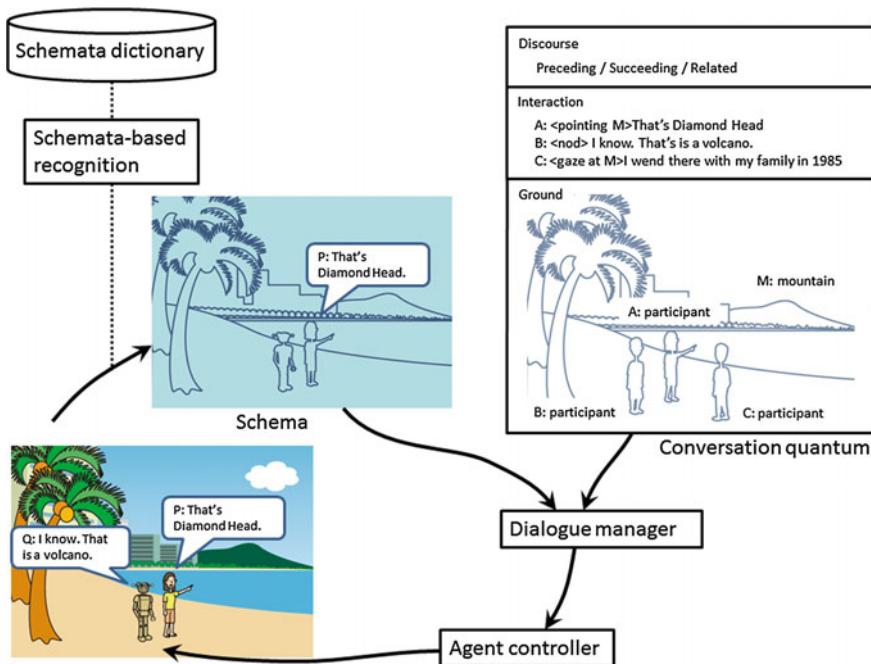 Schemata dictionary
Schemata-based
recognition
P: That's
Diamond Head.
Schema
Discourse
Preceding / Succeeding / Related
Interaction
A: <pointing M>That's Diamond Head
B: <nod> I know. That's is a volcano.
C: <gaze at M>I wend there with my family in 1985
Ground
M: mountain
A: participant
B: participant
C: participant
Conversation quantum
P: That's
Diamond Head.
Q: I know. That
is a volcano.
Dialogue manager
Agent controller